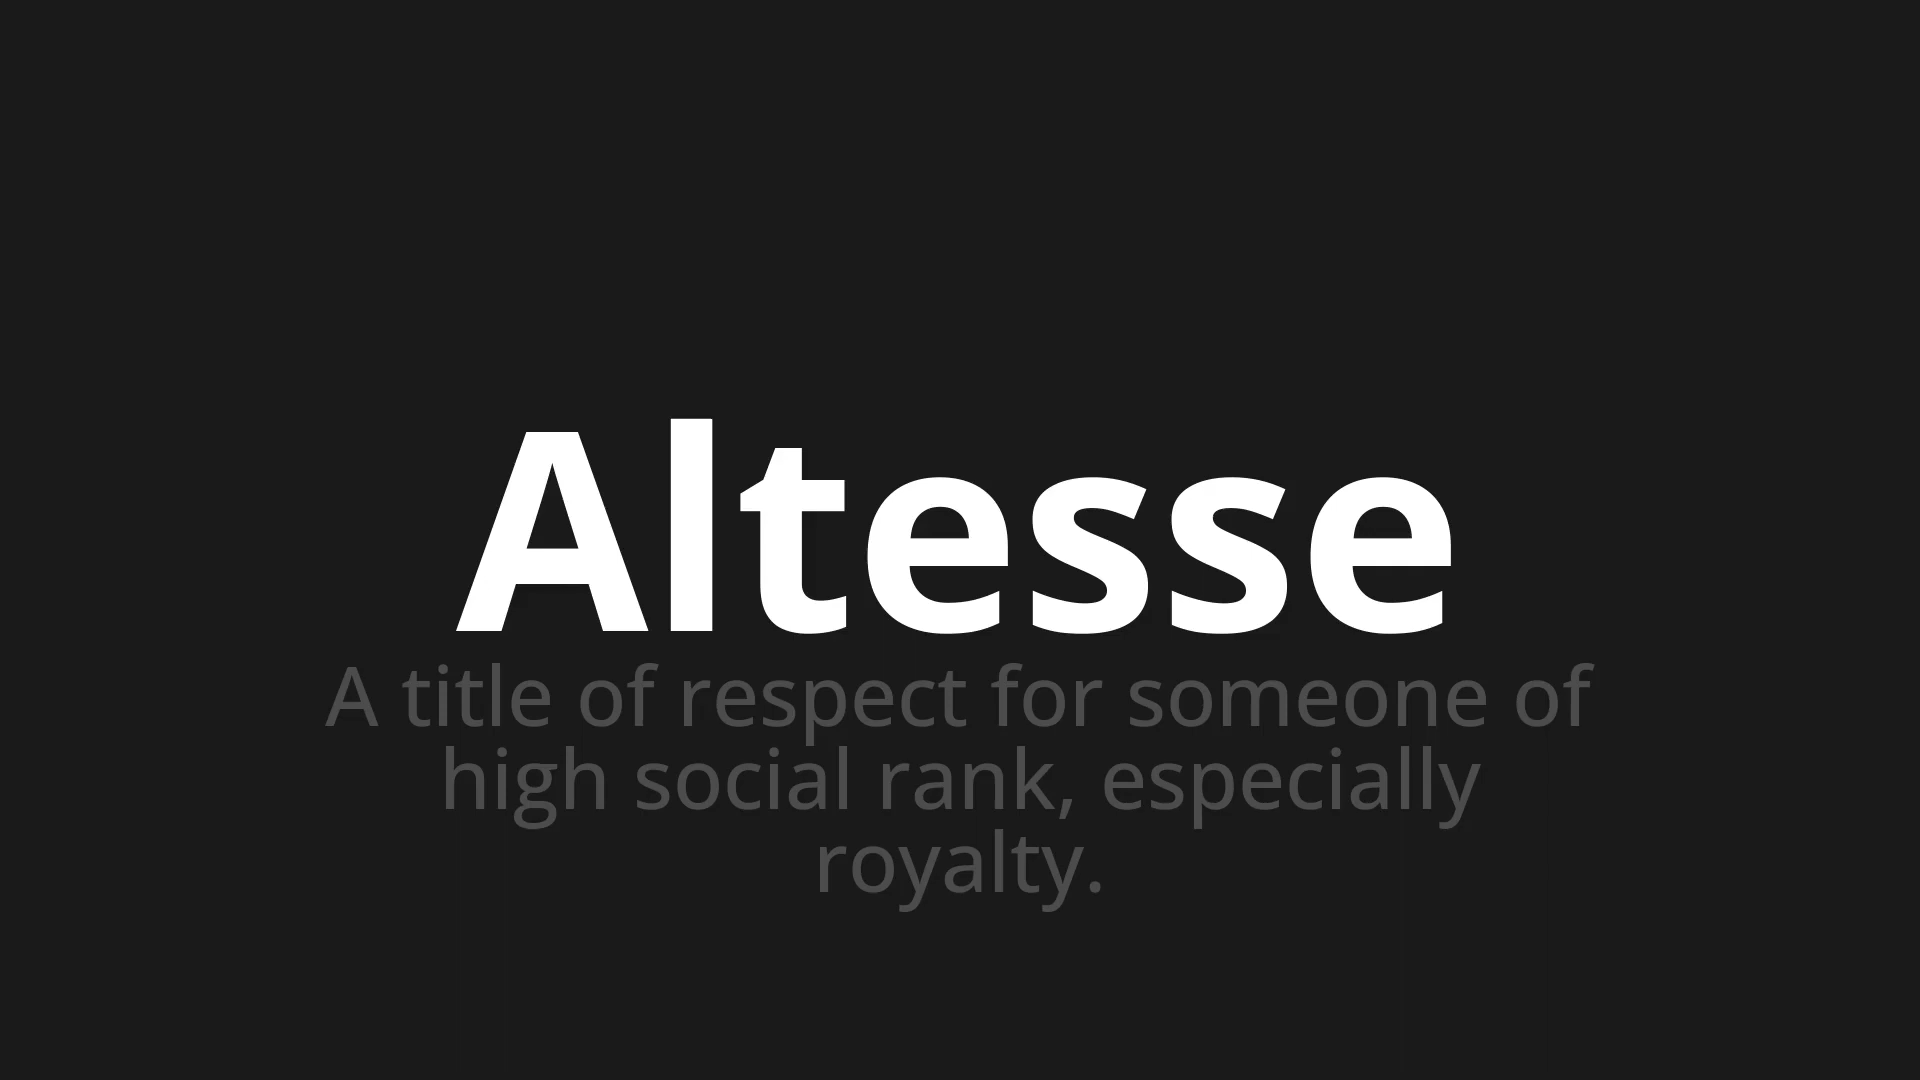 Altesse
A title of respect for someone of
high social rank, especially
royalty.